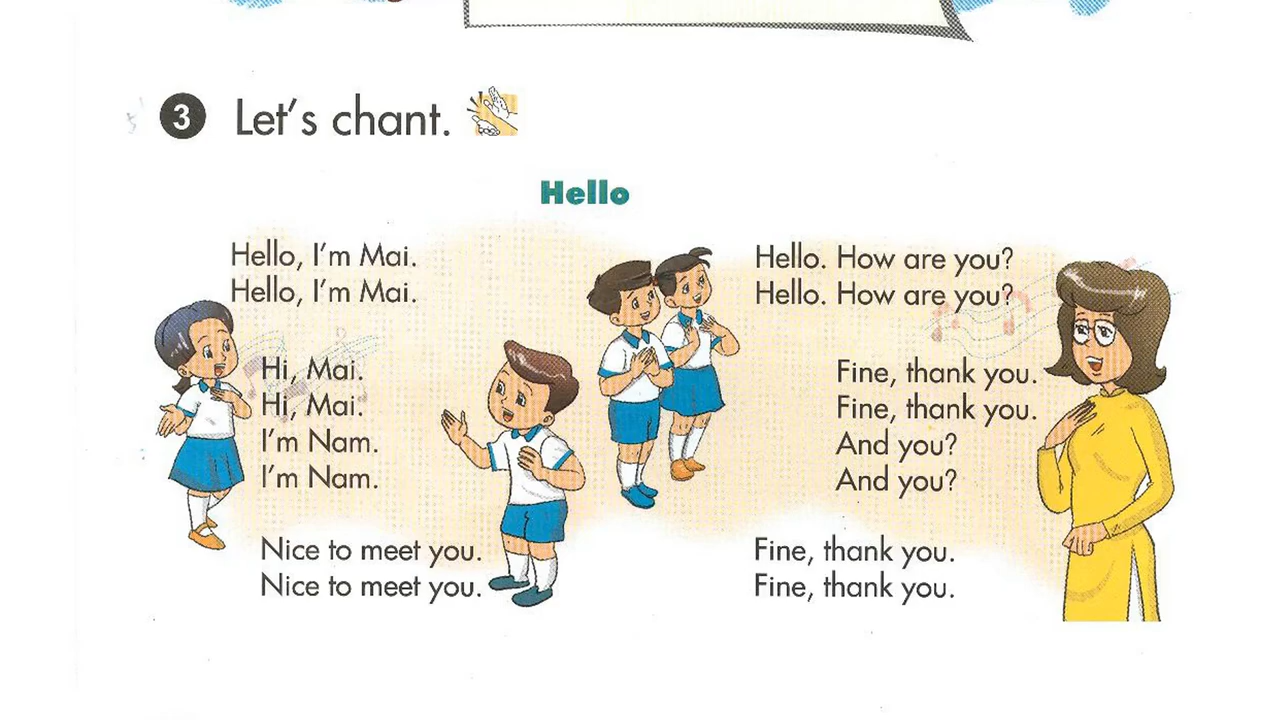 3 Let's chant.
Hello
Hello, I'm Mai.
Hello, I'm Mai.
Hi, Mai.
Hi, Mai.
I'm Nam.
I'm Nam.
Nice to meet you.
Nice to meet you.
Hello. How are you?
Hello. How are you?
Fine, thank you.
Fine, thank you.
And you?
And you?
Fine, thank you.
Fine, thank you.